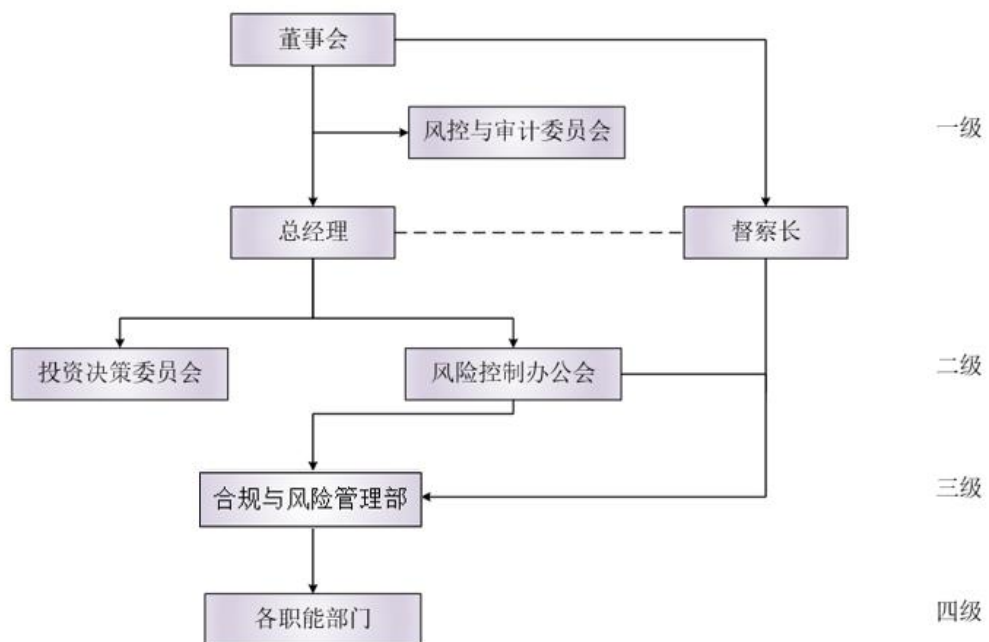 董事会
风控与审计委员会
一级
总经理
督察长
投资决策委员会
风险控制办公会
二级
合规与风险管理部
三级
各职能部门
四级